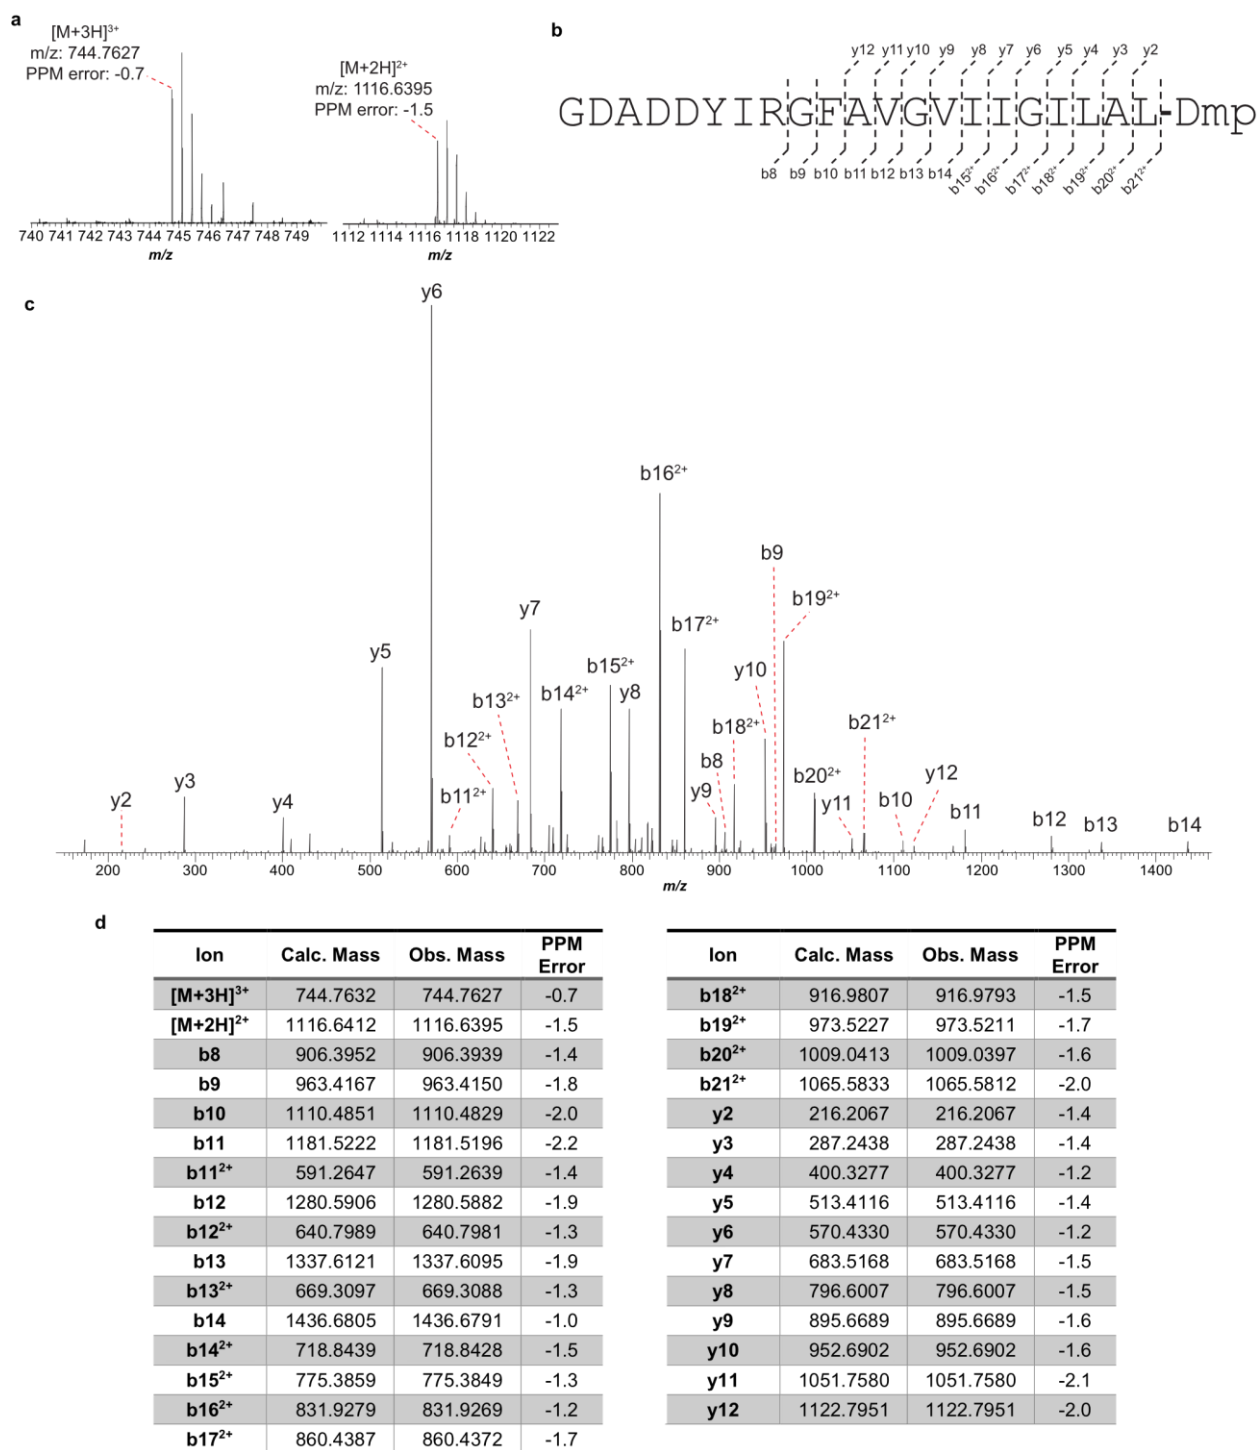 a
[M+3H]³⁺
m/z: 744.7627
PPM error: -0.7
[M+2H]²⁺
m/z: 1116.6395
PPM error: -1.5
740 741 742 743 744 745 746 747 748 749
m/z
1112 1114 1116 1118 1120 1122
m/z
b
y12 y11 y10 y9 y8 y7 y6 y5 y4 y3 y2
GDADDYIRGFAVGVIIGILAL-Dmp
b8 b9 b10 b11 b12 b13 b14 b15²⁺ b16²⁺ b17²⁺ b18²⁺ b19²⁺ b20²⁺ b21²⁺
c
y6
b16²⁺
b9
b19²⁺
y7
b17²⁺
y5
b15²⁺
y10
b13²⁺
b14²⁺
y8
b21²⁺
b12²⁺
b18²⁺
b8
y3
y2
y4
b11²⁺
y9
b20²⁺
y11
b10
y12
b11
b12
b13
b14
200 300 400 500 600 700 800 900 1000 1100 1200 1300 1400
m/z
d
Ion Calc. Mass Obs. Mass PPM Error
[M+3H]³⁺ 744.7632 744.7627 -0.7
[M+2H]²⁺ 1116.6412 1116.6395 -1.5
b8 906.3952 906.3939 -1.4
b9 963.4167 963.4150 -1.8
b10 1110.4851 1110.4829 -2.0
b11 1181.5222 1181.5196 -2.2
b11²⁺ 591.2647 591.2639 -1.4
b12 1280.5906 1280.5882 -1.9
b12²⁺ 640.7989 640.7981 -1.3
b13 1337.6121 1337.6095 -1.9
b13²⁺ 669.3097 669.3088 -1.3
b14 1436.6805 1436.6791 -1.0
b14²⁺ 718.8439 718.8428 -1.5
b15²⁺ 775.3859 775.3849 -1.3
b16²⁺ 831.9279 831.9269 -1.2
b17²⁺ 860.4387 860.4372 -1.7
Ion Calc. Mass Obs. Mass PPM Error
b18²⁺ 916.9807 916.9793 -1.5
b19²⁺ 973.5227 973.5211 -1.7
b20²⁺ 1009.0413 1009.0397 -1.6
b21²⁺ 1065.5833 1065.5812 -2.0
y2 216.2067 216.2067 -1.4
y3 287.2438 287.2438 -1.4
y4 400.3277 400.3277 -1.2
y5 513.4116 513.4116 -1.4
y6 570.4330 570.4330 -1.2
y7 683.5168 683.5168 -1.5
y8 796.6007 796.6007 -1.5
y9 895.6689 895.6689 -1.6
y10 952.6902 952.6902 -1.6
y11 1051.7580 1051.7580 -2.1
y12 1122.7951 1122.7951 -2.0